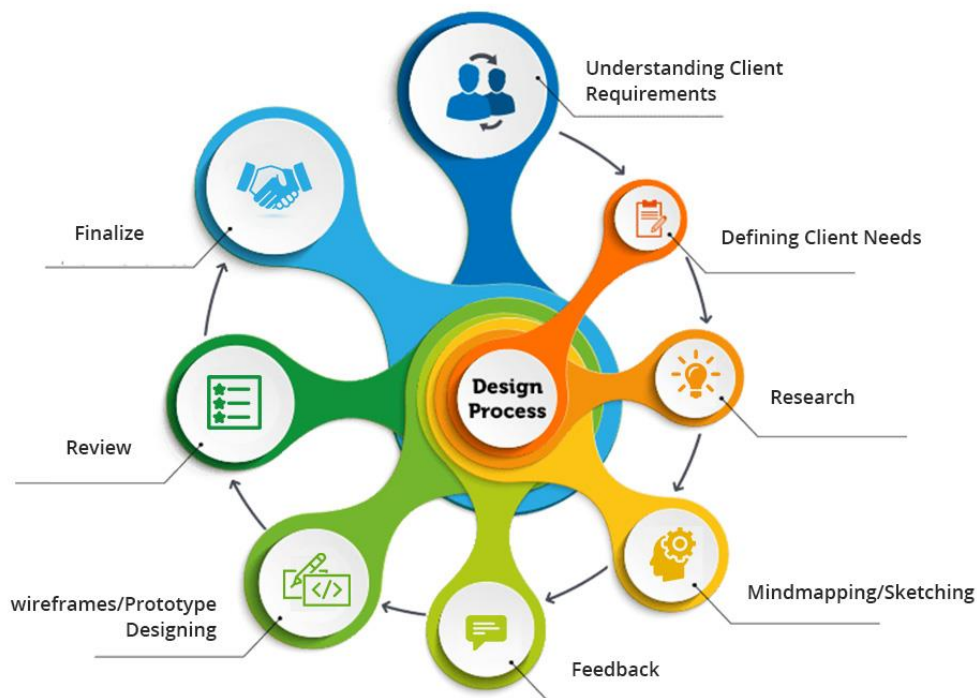 Understanding Client
Requirements
Defining Client Needs
Research
Mindmapping/Sketching
Feedback
wireframes/Prototype
Designing
Review
Finalize
Design
Process